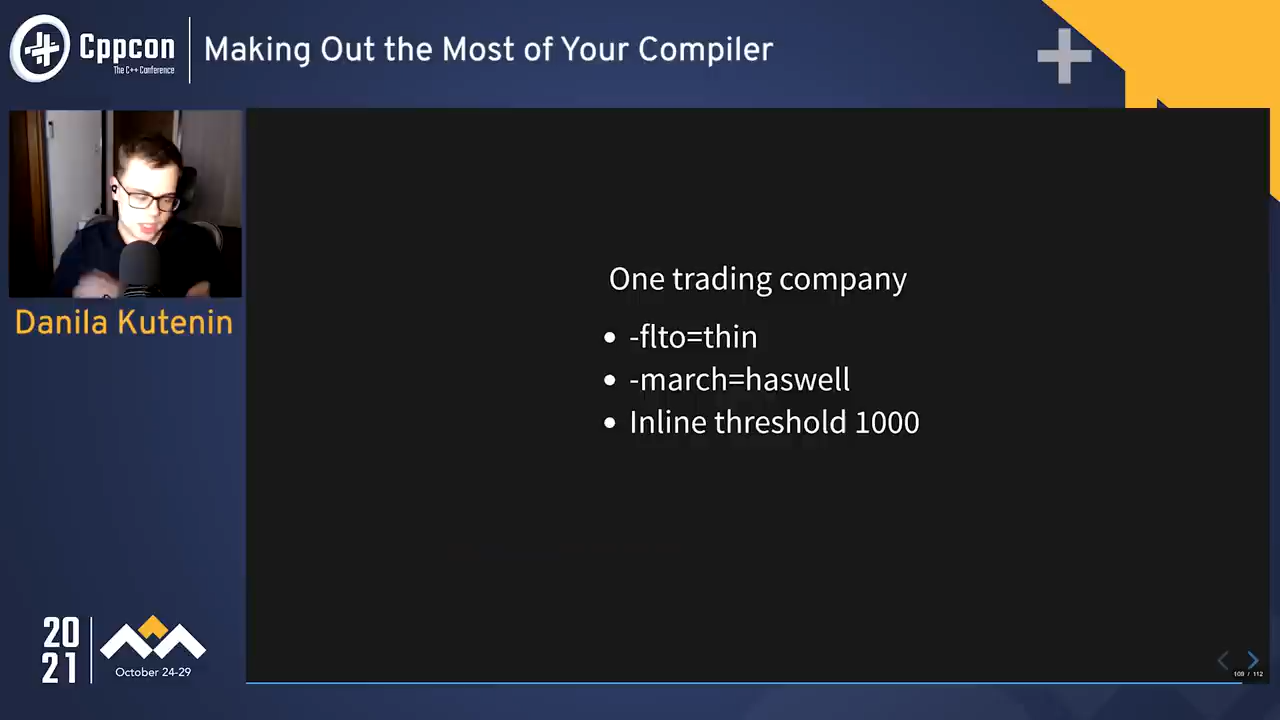 Cppcon
The C++ Conference
Making Out the Most of Your Compiler
Danila Kutenin
One trading company
• -flto=thin
• -march=haswell
• Inline threshold 1000
20
21
October 24-29
109 / 112